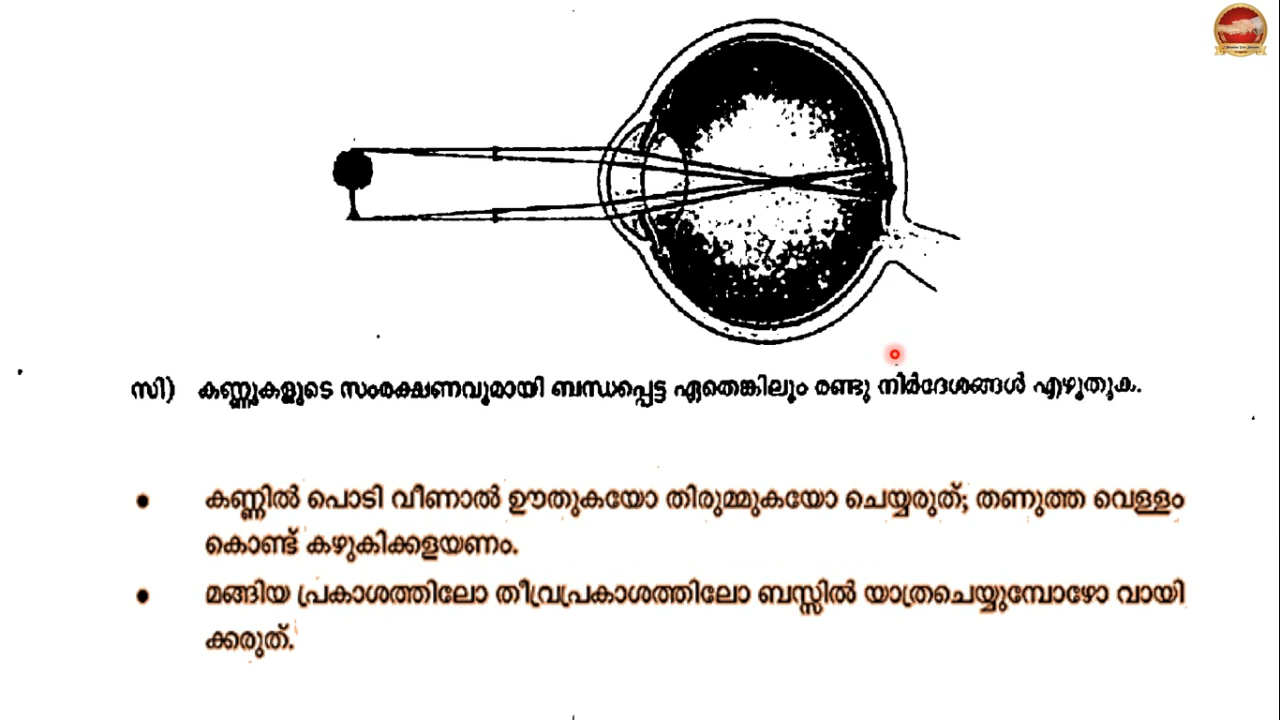 സി) കണ്ണുകളുടെ സംരക്ഷണവുമായി ബന്ധപ്പെട്ട ഏതെങ്കിലും രണ്ടു നിർദേശങ്ങൾ എഴുതുക.
• കണ്ണിൽ പൊടി വീണാൽ ഊതുകയോ തിരുമ്മുകയോ ചെയ്യരുത്; തണുത്ത വെള്ളം
കൊണ്ട് കഴുകിക്കളയണം.
• മങ്ങിയ പ്രകാശത്തിലോ തീവ്രപ്രകാശത്തിലോ ബസ്സിൽ യാത്രചെയ്യുമ്പോഴോ വായി
ക്കരുത്.